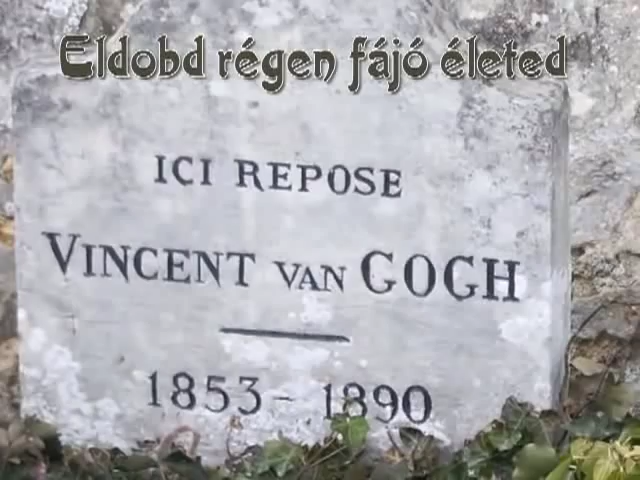 Eldobd régen fájó életed
ICI REPOSE
VINCENT VAN GOGH
1853 - 1890